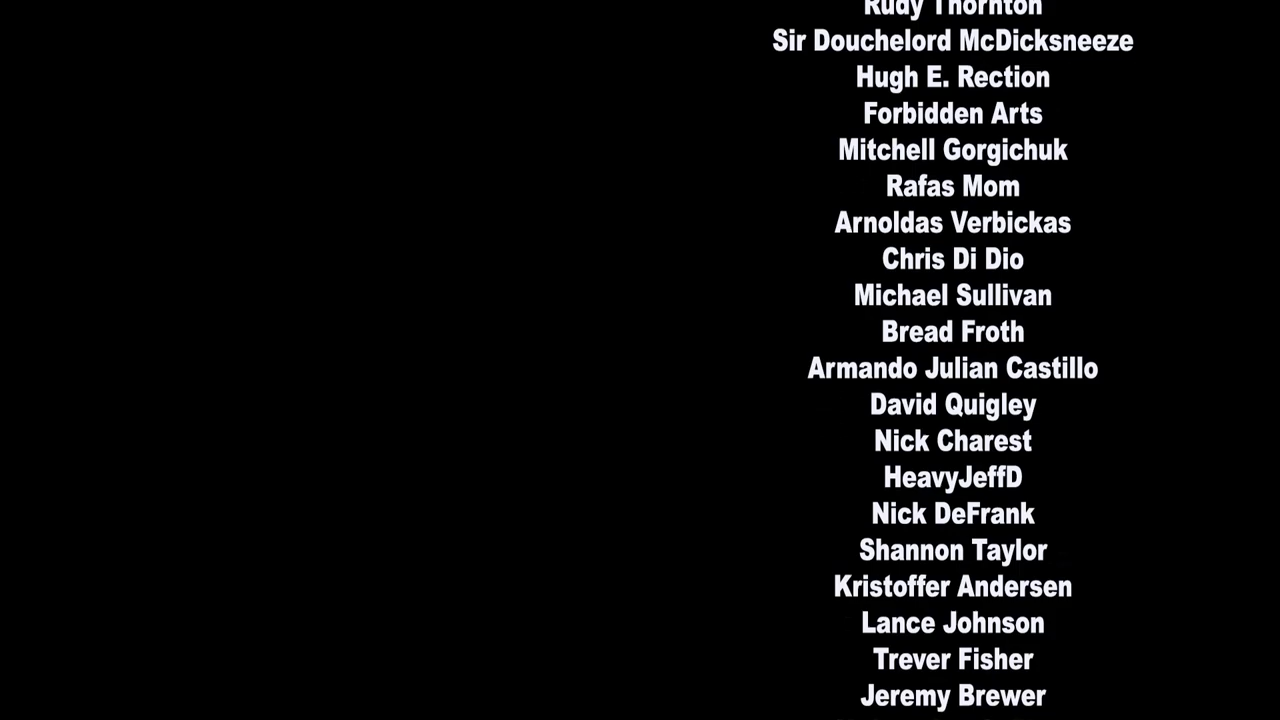 Rudy Thornton
Sir Douchelord McDicksneeze
Hugh E. Rection
Forbidden Arts
Mitchell Gorgichuk
Rafas Mom
Arnoldas Verbickas
Chris Di Dio
Michael Sullivan
Bread Froth
Armando Julian Castillo
David Quigley
Nick Charest
HeavyJeffD
Nick DeFrank
Shannon Taylor
Kristoffer Andersen
Lance Johnson
Trever Fisher
Jeremy Brewer